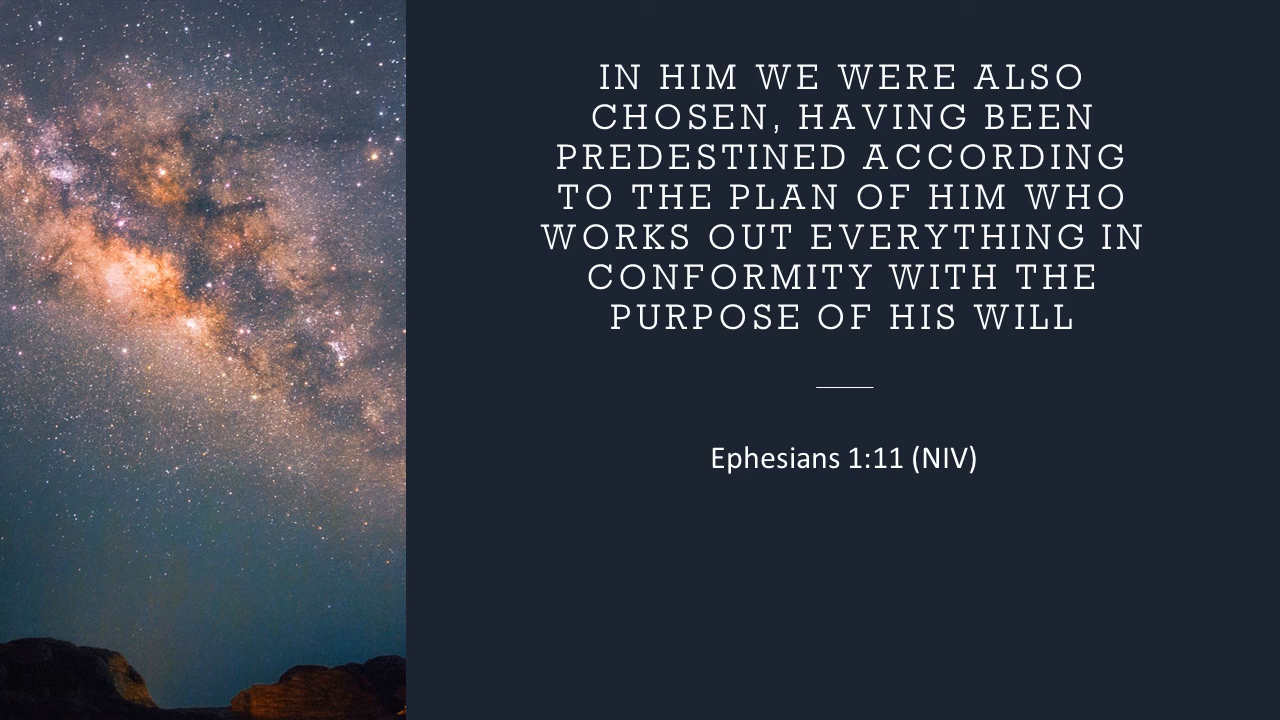 IN HIM WE WERE ALSO
CHOSEN, HAVING BEEN
PREDESTINED ACCORDING
TO THE PLAN OF HIM WHO
WORKS OUT EVERYTHING IN
CONFORMITY WITH THE
PURPOSE OF HIS WILL
Ephesians 1:11 (NIV)